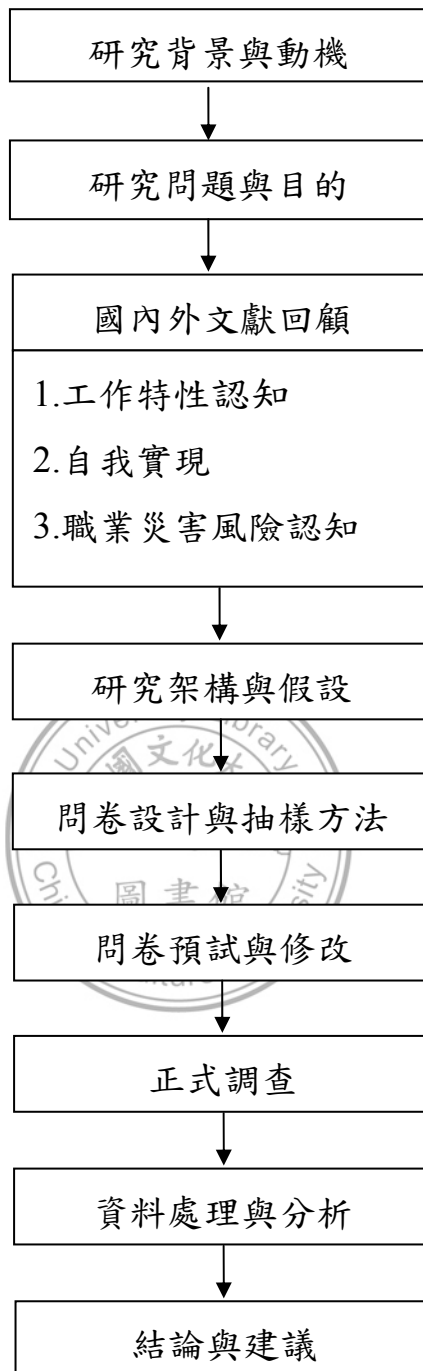 研究背景與動機
研究問題與目的
國內外文獻回顧
1.工作特性認知
2.自我實現
3.職業災害風險認知
研究架構與假設
問卷設計與抽樣方法
問卷預試與修改
正式調查
資料處理與分析
結論與建議
圖書館